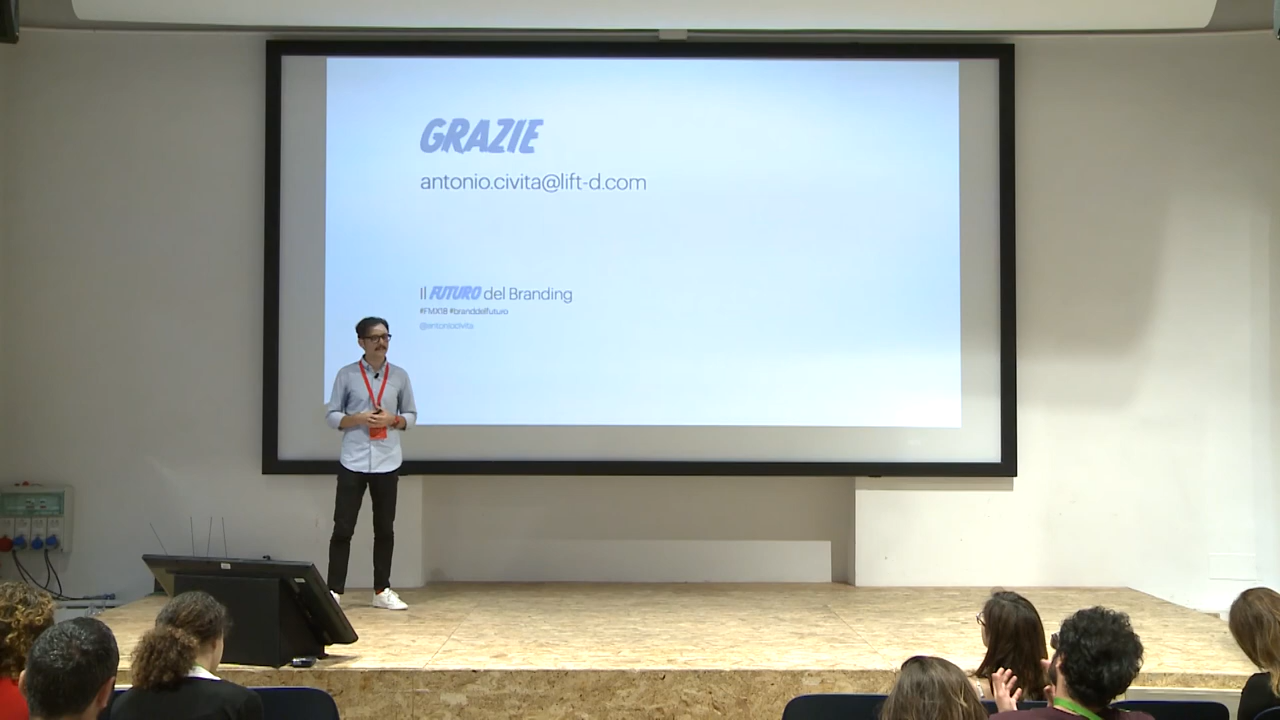 GRAZIE
antonio.civita@lift-d.com
Il FUTURO del Branding
#FMX18 #branddelfuturo
@antoniocivita